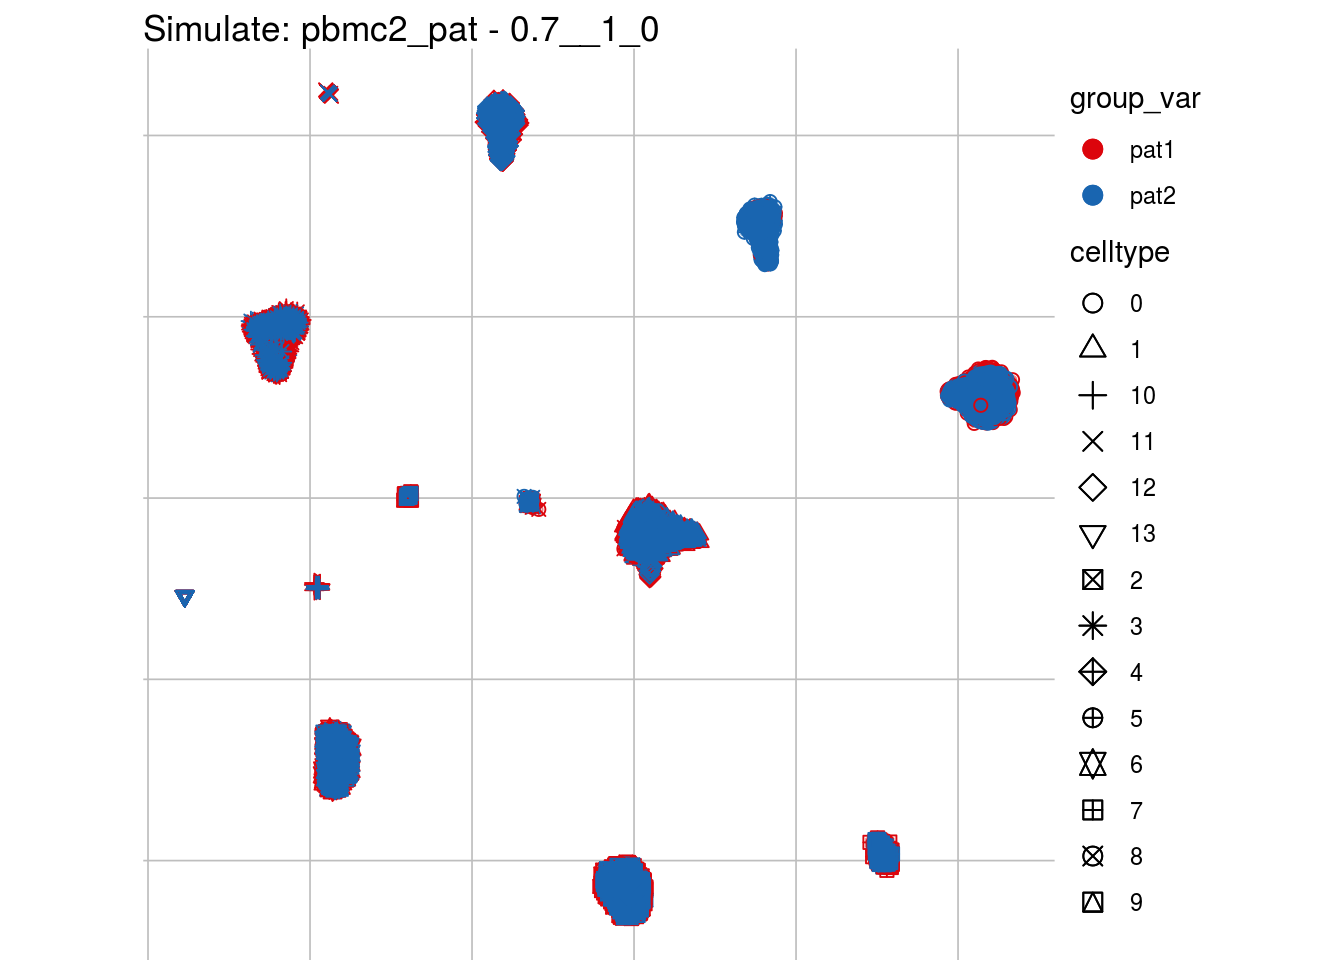 Simulate: pbmc2_pat - 0.7__1_0
group_var
pat1
pat2
celltype
0
1
10
11
12
13
2
3
4
5
6
7
8
9